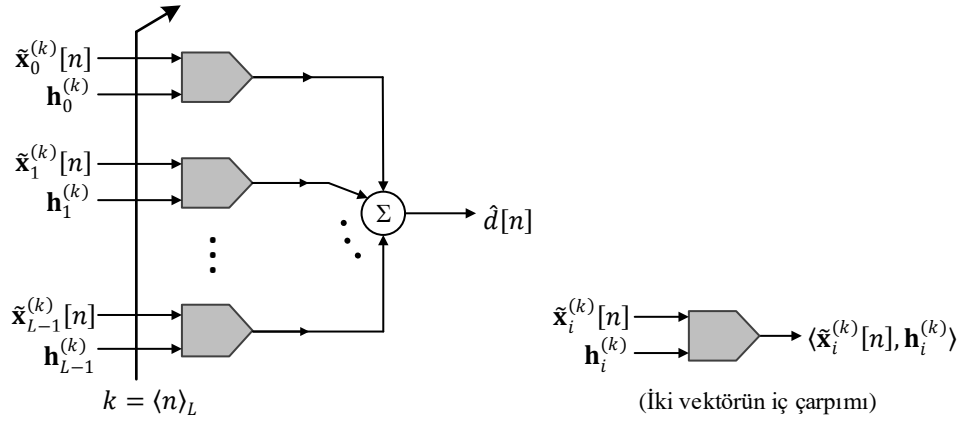 x̃₀⁽ᵏ⁾[n]
h₀⁽ᵏ⁾
x̃₁⁽ᵏ⁾[n]
h₁⁽ᵏ⁾
Σ
d̂[n]
x̃_{L−1}⁽ᵏ⁾[n]
h_{L−1}⁽ᵏ⁾
k = ⟨n⟩_L
x̃ᵢ⁽ᵏ⁾[n]
hᵢ⁽ᵏ⁾
⟨x̃ᵢ⁽ᵏ⁾[n], hᵢ⁽ᵏ⁾⟩
(İki vektörün iç çarpımı)